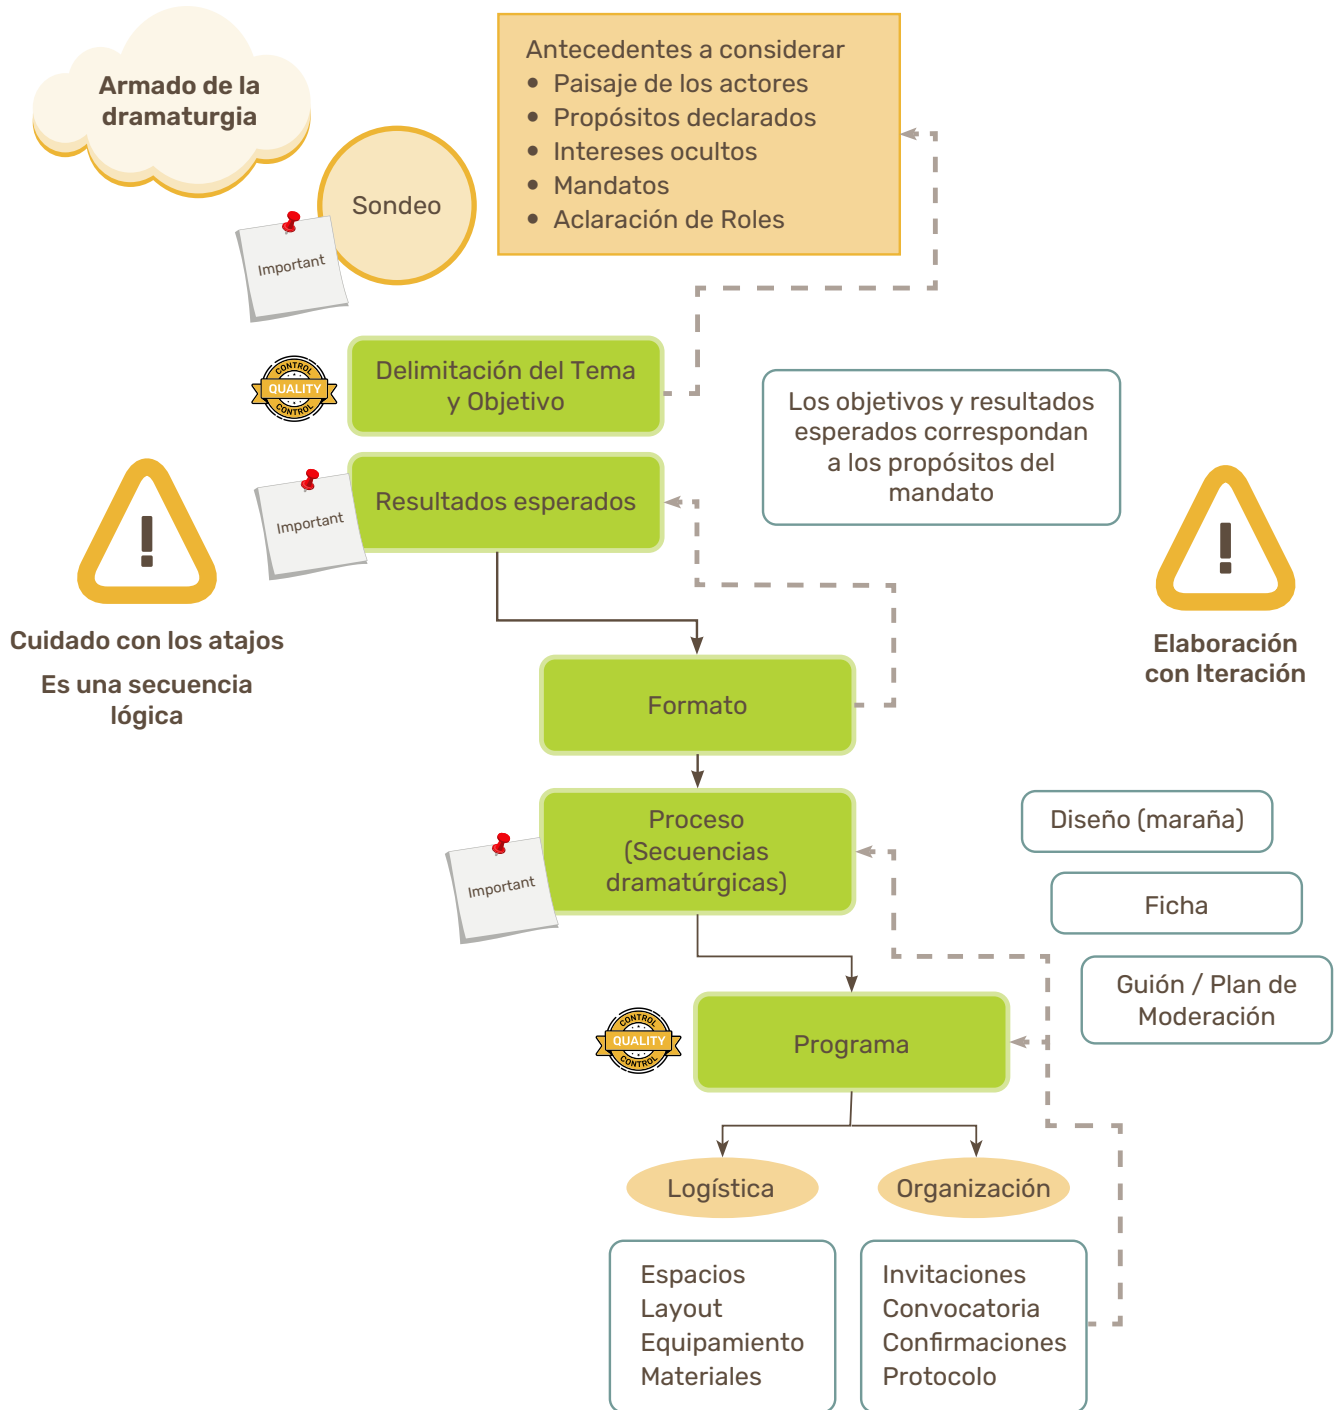 Armado de la
dramaturgia
Antecedentes a considerar
• Paisaje de los actores
• Propósitos declarados
• Intereses ocultos
• Mandatos
• Aclaración de Roles
Sondeo
Important
CONTROL
QUALITY
CONTROL
Delimitación del Tema
y Objetivo
Los objetivos y resultados
esperados correspondan
a los propósitos del
mandato
Important
Resultados esperados
!
Cuidado con los atajos
Es una secuencia
lógica
!
Elaboración
con Iteración
Formato
Important
Proceso
(Secuencias
dramatúrgicas)
Diseño (maraña)
Ficha
Guión / Plan de
Moderación
CONTROL
QUALITY
CONTROL
Programa
Logística
Organización
Espacios
Layout
Equipamiento
Materiales
Invitaciones
Convocatoria
Confirmaciones
Protocolo